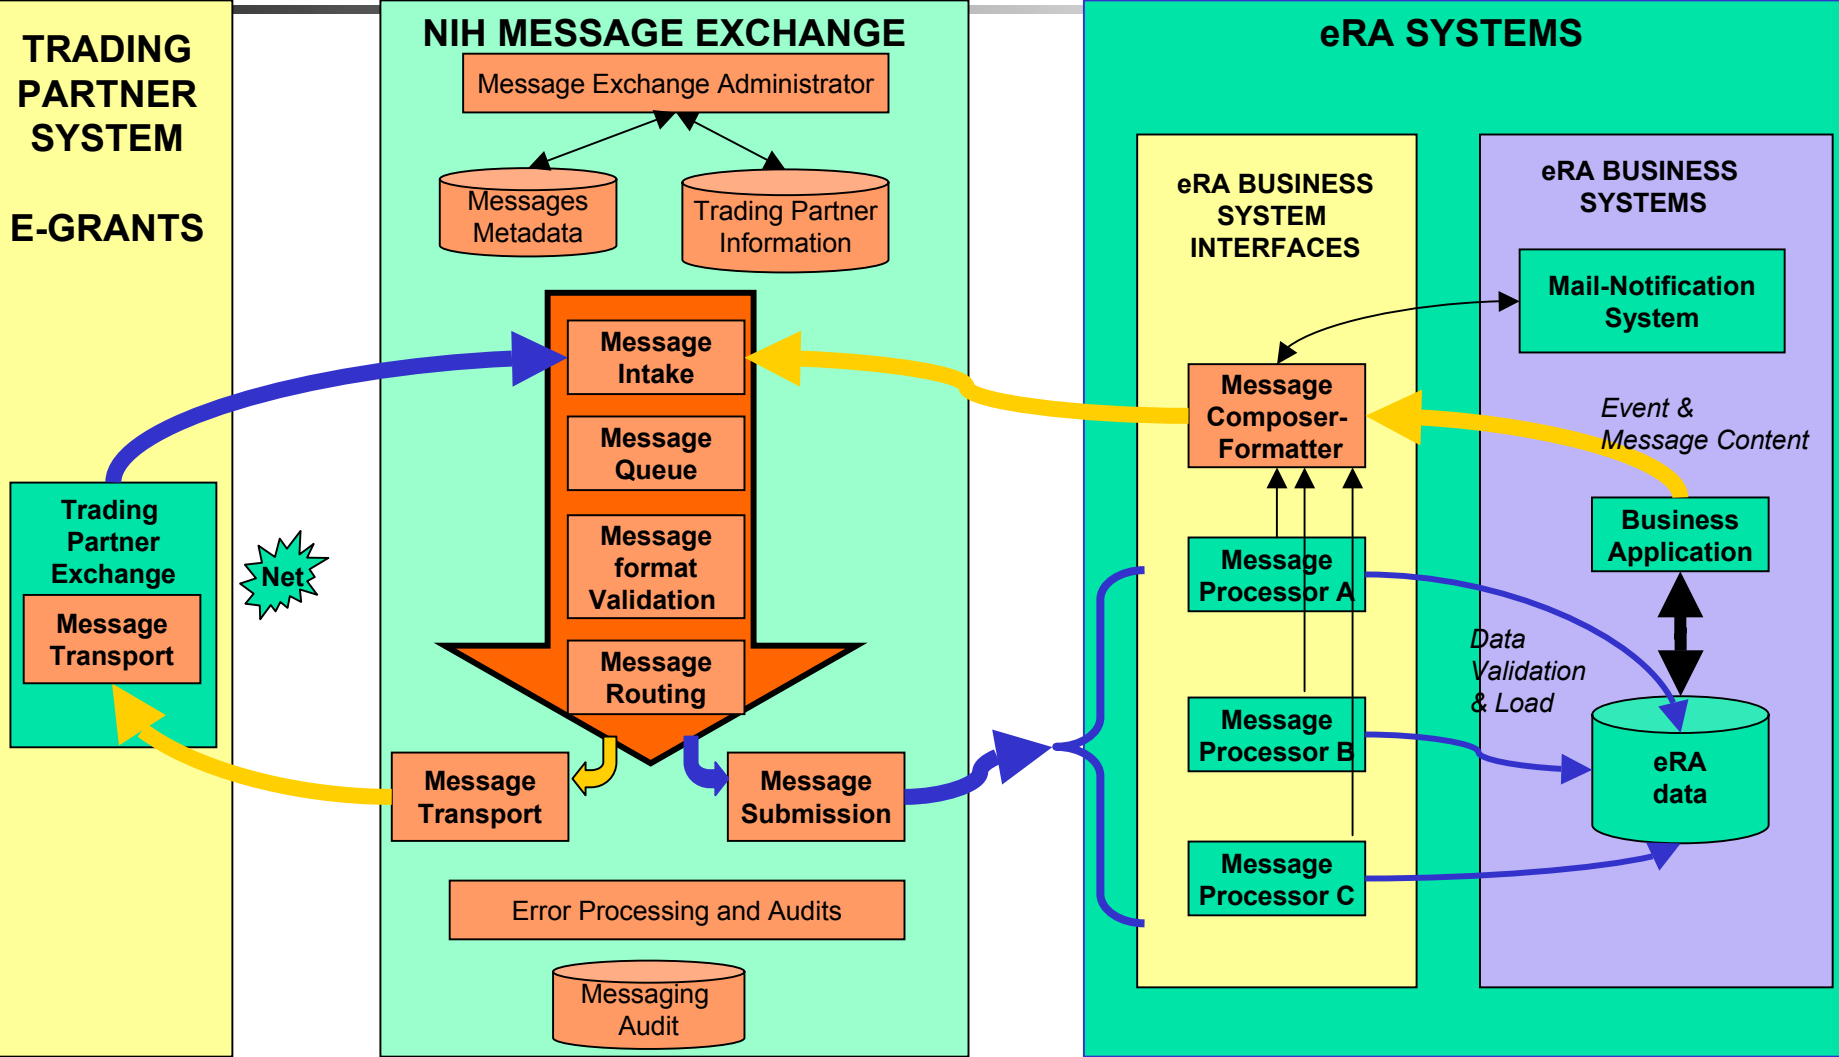 TRADING
PARTNER
SYSTEM
E-GRANTS
Trading
Partner
Exchange
Message
Transport
Net
NIH MESSAGE EXCHANGE
Message Exchange Administrator
Messages
Metadata
Trading Partner
Information
Message
Intake
Message
Queue
Message
format
Validation
Message
Routing
Message
Transport
Message
Submission
Error Processing and Audits
Messaging
Audit
eRA SYSTEMS
eRA BUSINESS
SYSTEM
INTERFACES
Message
Composer-
Formatter
Message
Processor A
Message
Processor B
Message
Processor C
eRA BUSINESS
SYSTEMS
Mail-Notification
System
Event &
Message Content
Business
Application
Data
Validation
& Load
eRA
data